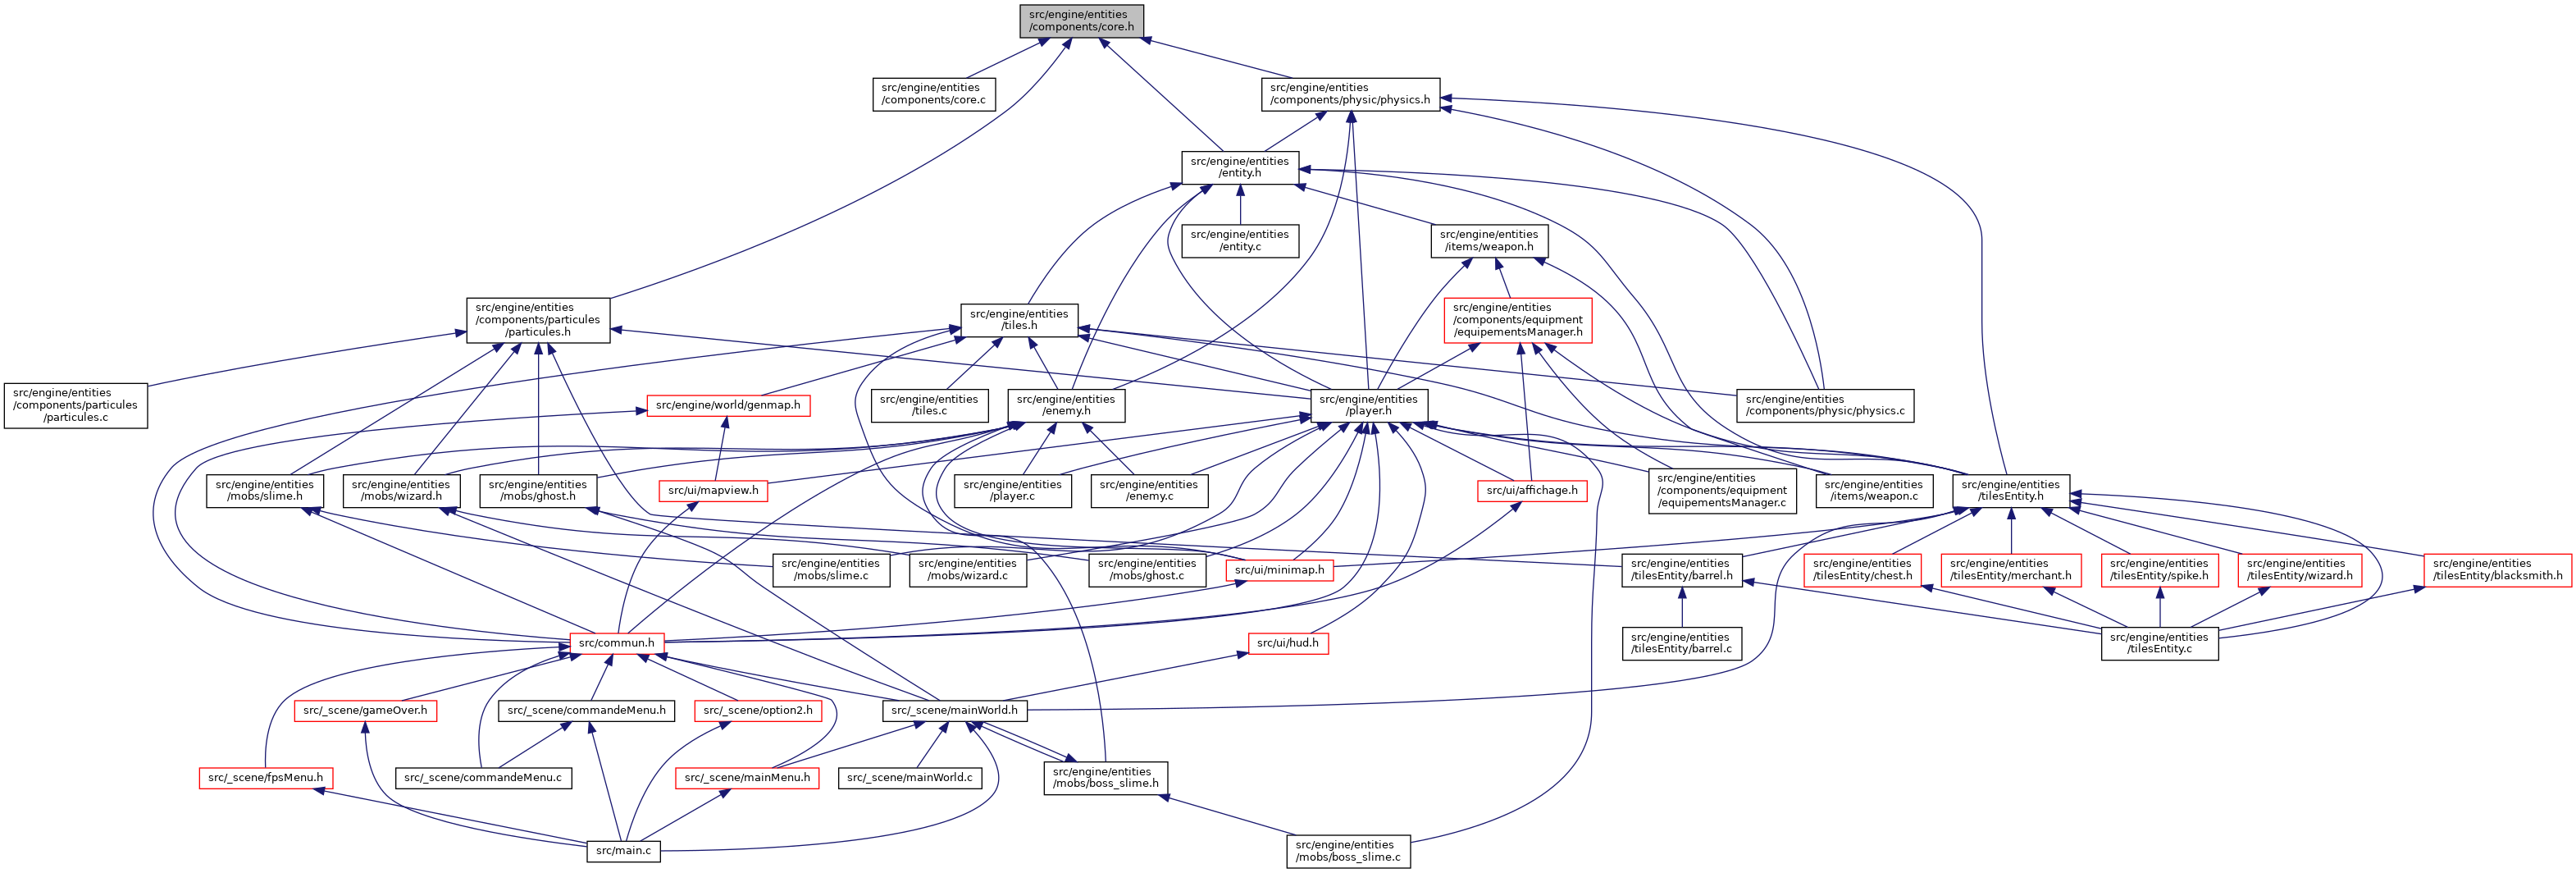 src/engine/entities
/components/core.h
src/engine/entities
/components/core.c
src/engine/entities
/components/physic/physics.h
src/engine/entities
/entity.h
src/engine/entities
/entity.c
src/engine/entities
/items/weapon.h
src/engine/entities
/components/particules
/particules.h
src/engine/entities
/tiles.h
src/engine/entities
/components/equipment
/equipementsManager.h
src/engine/entities
/components/particules
/particules.c
src/engine/world/genmap.h
src/engine/entities
/tiles.c
src/engine/entities
/enemy.h
src/engine/entities
/player.h
src/engine/entities
/components/physic/physics.c
src/engine/entities
/mobs/slime.h
src/engine/entities
/mobs/wizard.h
src/engine/entities
/mobs/ghost.h
src/ui/mapview.h
src/engine/entities
/player.c
src/engine/entities
/enemy.c
src/ui/affichage.h
src/engine/entities
/components/equipment
/equipementsManager.c
src/engine/entities
/items/weapon.c
src/engine/entities
/tilesEntity.h
src/engine/entities
/mobs/slime.c
src/engine/entities
/mobs/wizard.c
src/engine/entities
/mobs/ghost.c
src/ui/minimap.h
src/engine/entities
/tilesEntity/barrel.h
src/engine/entities
/tilesEntity/chest.h
src/engine/entities
/tilesEntity/merchant.h
src/engine/entities
/tilesEntity/spike.h
src/engine/entities
/tilesEntity/wizard.h
src/engine/entities
/tilesEntity/blacksmith.h
src/commun.h
src/ui/hud.h
src/engine/entities
/tilesEntity/barrel.c
src/engine/entities
/tilesEntity.c
src/_scene/gameOver.h
src/_scene/commandeMenu.h
src/_scene/option2.h
src/_scene/mainWorld.h
src/_scene/fpsMenu.h
src/_scene/commandeMenu.c
src/_scene/mainMenu.h
src/_scene/mainWorld.c
src/engine/entities
/mobs/boss_slime.h
src/main.c
src/engine/entities
/mobs/boss_slime.c